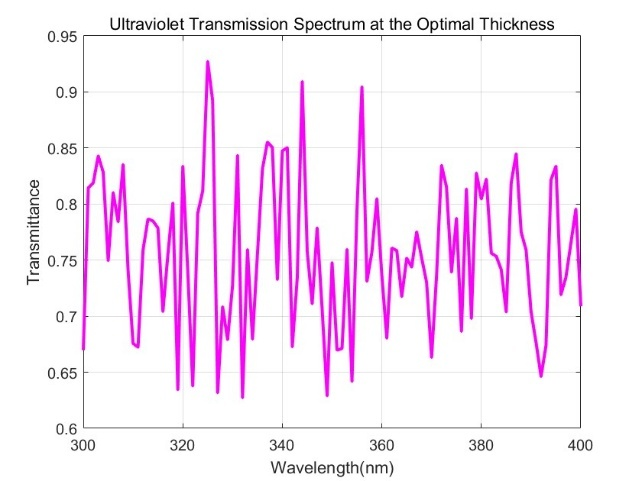 Ultraviolet Transmission Spectrum at the Optimal Thickness
0.95
0.9
0.85
0.8
0.75
0.7
0.65
0.6
Transmittance
300 320 340 360 380 400
Wavelength(nm)